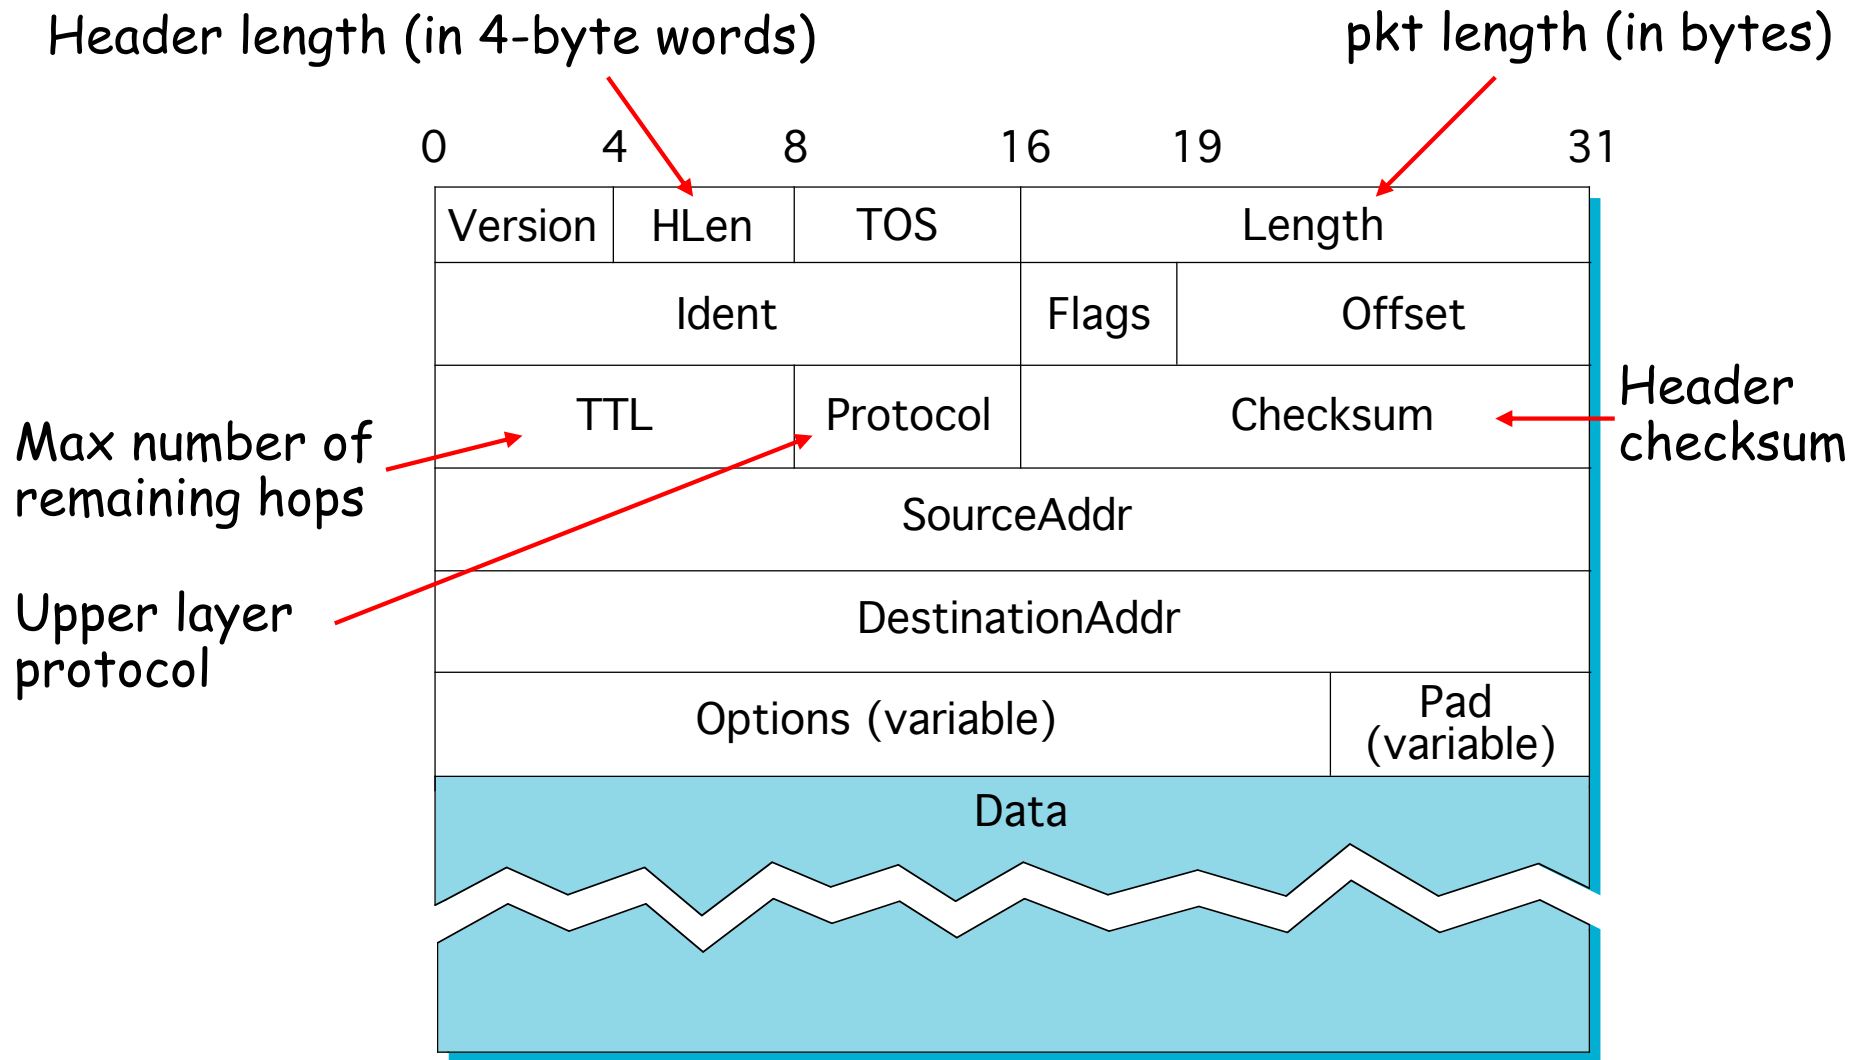 Header length (in 4-byte words)
pkt length (in bytes)
0 4 8 16 19 31
Version HLen TOS Length
Ident Flags Offset
TTL Protocol Checksum
Header
checksum
Max number of
remaining hops
SourceAddr
Upper layer
protocol
DestinationAddr
Options (variable)
Pad
(variable)
Data